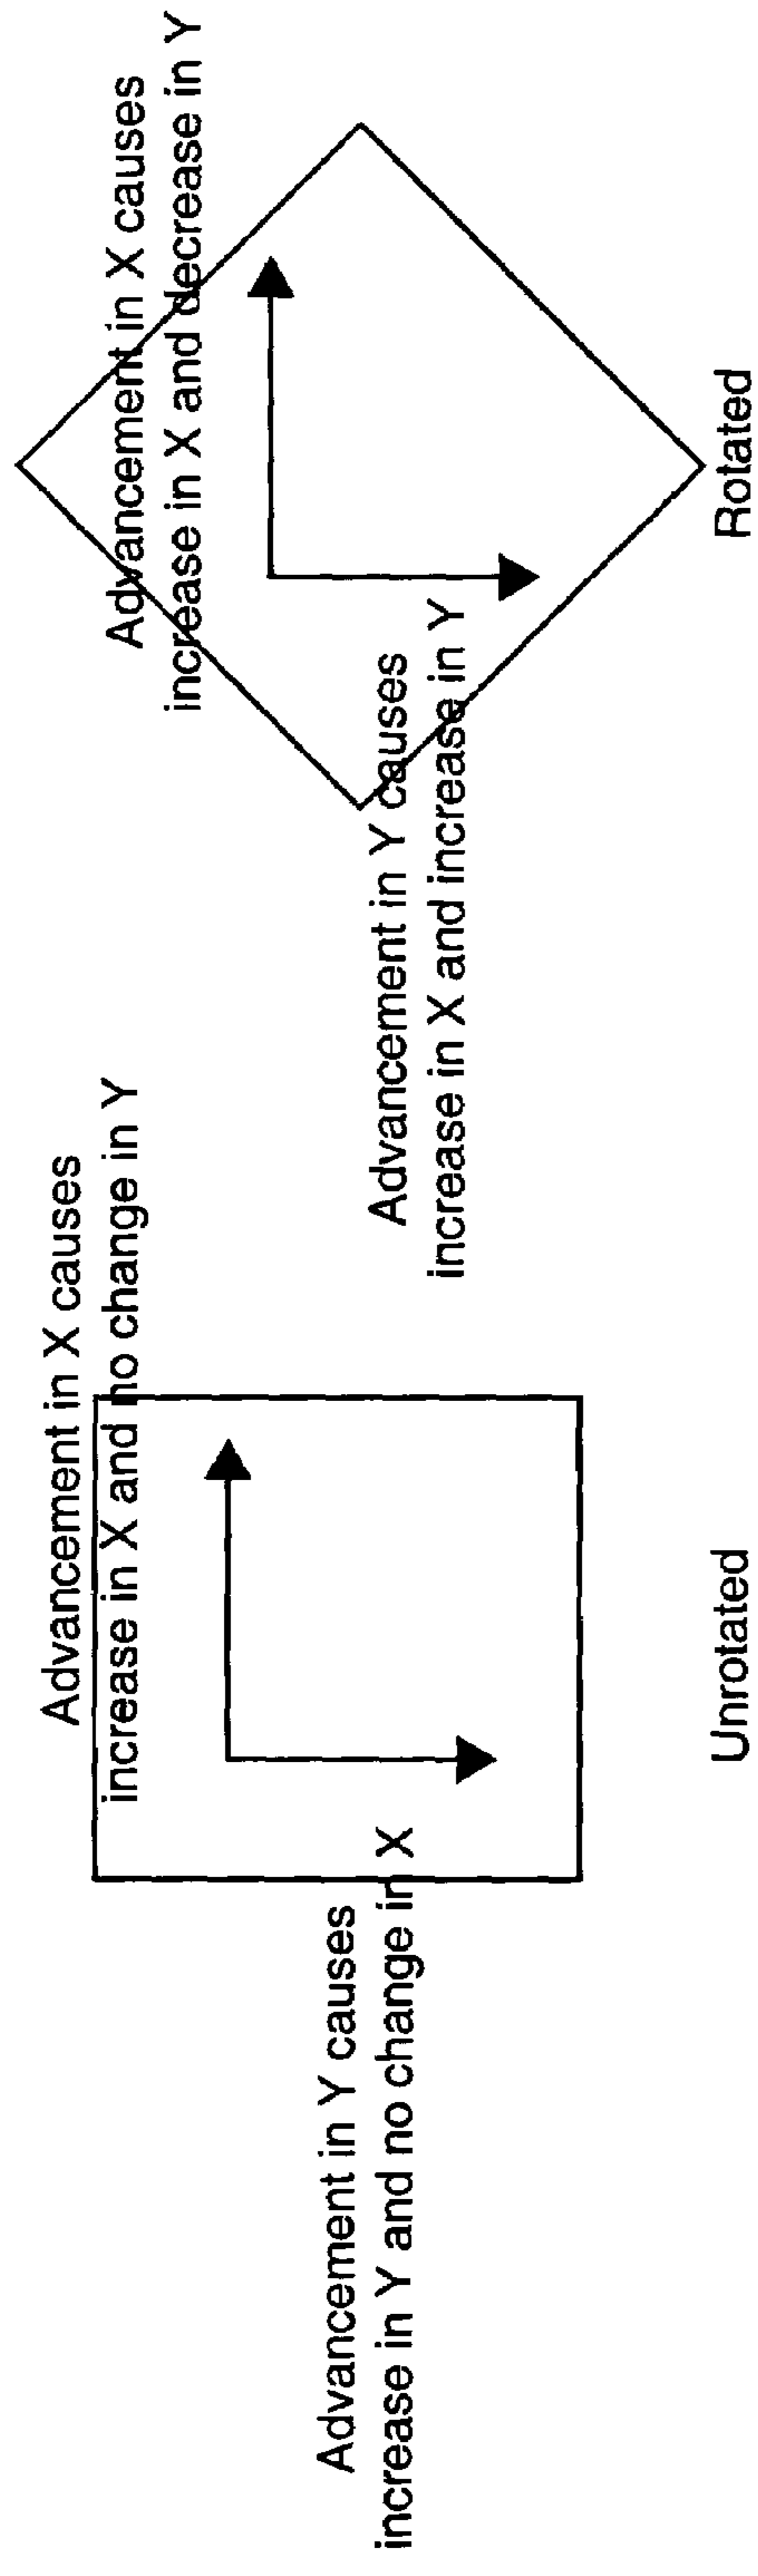 Advancement in Y causes
increase in Y and no change in X
Advancement in X causes
increase in X and no change in Y
Unrotated
Advancement in Y causes
increase in X and increase in Y
Advancement in X causes
increase in X and decrease in Y
Rotated